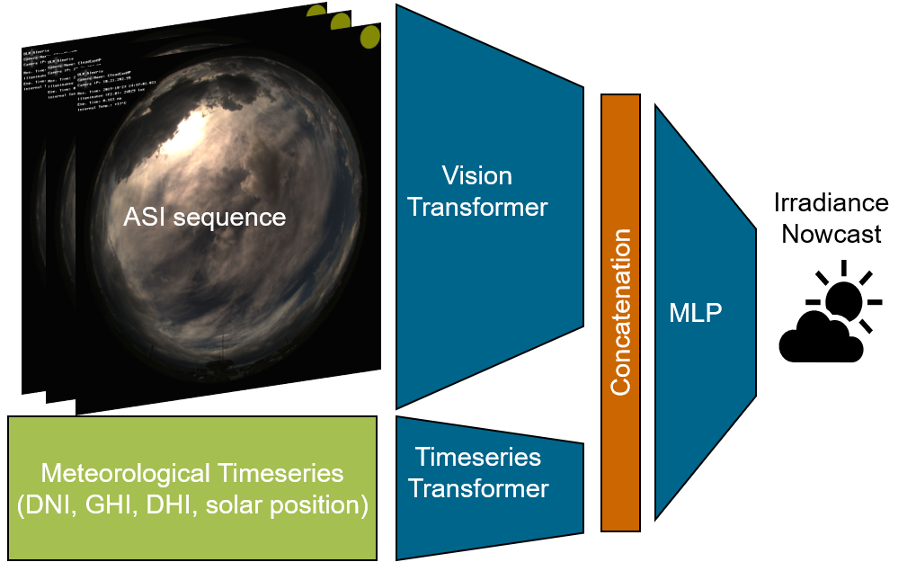 ASI sequence
Vision
Transformer
Meteorological Timeseries
(DNI, GHI, DHI, solar position)
Timeseries
Transformer
Concatenation
MLP
Irradiance
Nowcast